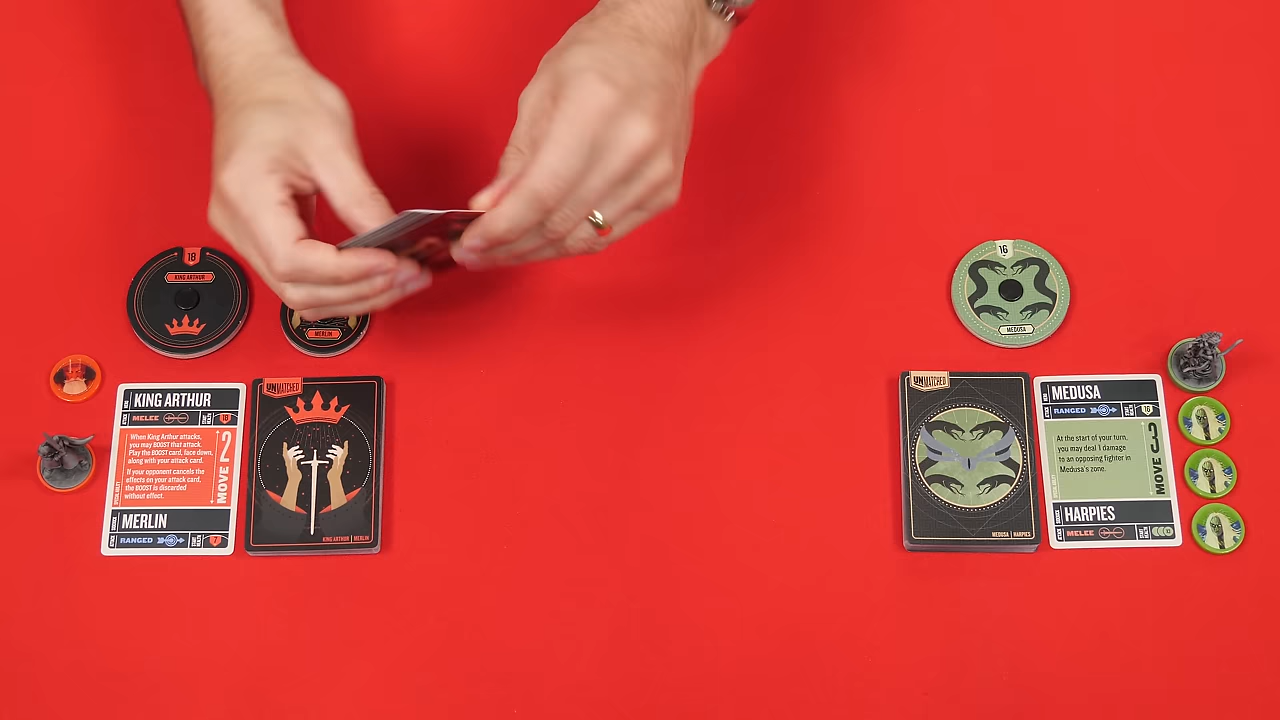 18
KING ARTHUR
MERLIN
KING ARTHUR
MELEE
18
When King Arthur attacks,
you may BOOST that attack.
Play the BOOST card, face down,
along with your attack card.
If your opponent cancels the
effects on your attack card,
the BOOST is discarded
without effect.
MOVE 2
MERLIN
RANGED
7
UNMATCHED
KING ARTHUR | MERLIN
16
MEDUSA
UNMATCHED
MEDUSA | HARPIES
MEDUSA
RANGED
16
At the start of your turn,
you may deal 1 damage
to an opposing fighter in
Medusa's zone.
MOVE 3
HARPIES
MELEE